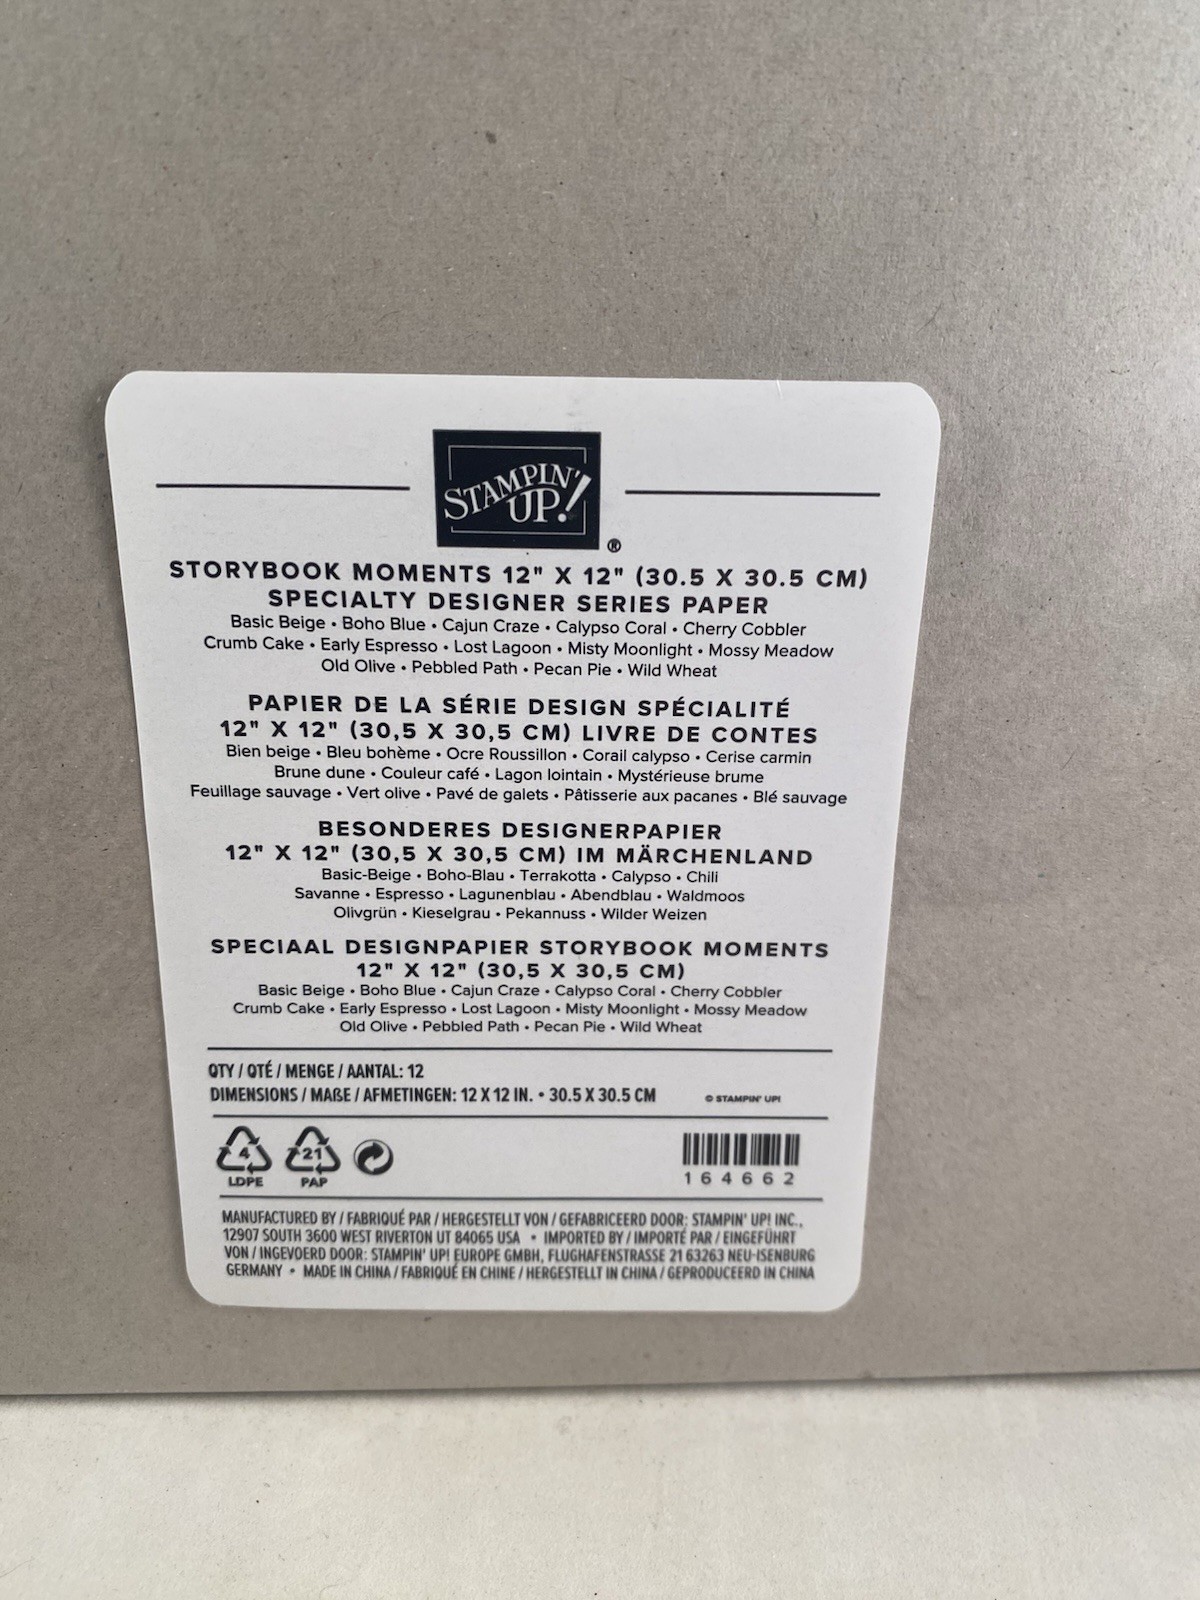 STAMPIN' UP!
®
STORYBOOK MOMENTS 12" X 12" (30.5 X 30.5 CM)
SPECIALTY DESIGNER SERIES PAPER
Basic Beige • Boho Blue • Cajun Craze • Calypso Coral • Cherry Cobbler
Crumb Cake • Early Espresso • Lost Lagoon • Misty Moonlight • Mossy Meadow
Old Olive • Pebbled Path • Pecan Pie • Wild Wheat
PAPIER DE LA SÉRIE DESIGN SPÉCIALITÉ
12" X 12" (30,5 X 30,5 CM) LIVRE DE CONTES
Bien beige • Bleu bohème • Ocre Roussillon • Corail calypso • Cerise carmin
Brune dune • Couleur café • Lagon lointain • Mystérieuse brume
Feuillage sauvage • Vert olive • Pavé de galets • Pâtisserie aux pacanes • Blé sauvage
BESONDERES DESIGNERPAPIER
12" X 12" (30,5 X 30,5 CM) IM MÄRCHENLAND
Basic-Beige • Boho-Blau • Terrakotta • Calypso • Chili
Savanne • Espresso • Lagunenblau • Abendblau • Waldmoos
Olivgrün • Kieselgrau • Pekannuss • Wilder Weizen
SPECIAAL DESIGNPAPIER STORYBOOK MOMENTS
12" X 12" (30,5 X 30,5 CM)
Basic Beige • Boho Blue • Cajun Craze • Calypso Coral • Cherry Cobbler
Crumb Cake • Early Espresso • Lost Lagoon • Misty Moonlight • Mossy Meadow
Old Olive • Pebbled Path • Pecan Pie • Wild Wheat
QTY / QTÉ / MENGE / AANTAL: 12
DIMENSIONS / MAßE / AFMETINGEN: 12 X 12 IN. • 30.5 X 30.5 CM
© STAMPIN' UP!
4 21
LDPE PAP
164662
MANUFACTURED BY / FABRIQUÉ PAR / HERGESTELLT VON / GEFABRICEERD DOOR: STAMPIN' UP! INC.,
12907 SOUTH 3600 WEST RIVERTON UT 84065 USA • IMPORTED BY / IMPORTÉ PAR / EINGEFÜHRT
VON / INGEVOERD DOOR: STAMPIN' UP! EUROPE GMBH, FLUGHAFENSTRASSE 21 63263 NEU-ISENBURG
GERMANY • MADE IN CHINA / FABRIQUÉ EN CHINE / HERGESTELLT IN CHINA / GEPRODUCEERD IN CHINA